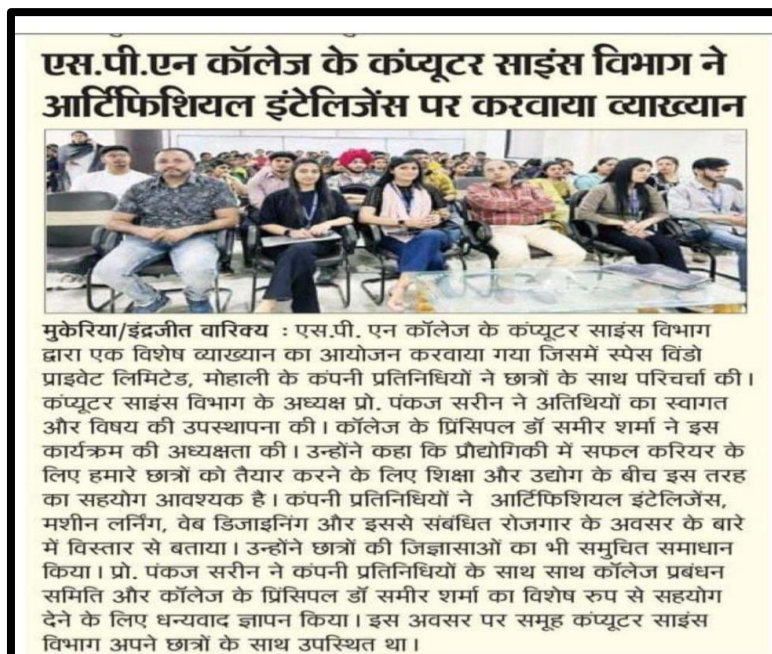 एस.पी.एन कॉलेज के कंप्यूटर साइंस विभाग ने
आर्टिफिशियल इंटेलिजेंस पर करवाया व्याख्यान
मुकेरिया/इंद्रजीत वारिक्य : एस.पी. एन कॉलेज के कंप्यूटर साइंस विभाग
द्वारा एक विशेष व्याख्यान का आयोजन करवाया गया जिसमें स्पेस विंडो
प्राइवेट लिमिटेड, मोहाली के कंपनी प्रतिनिधियों ने छात्रों के साथ परिचर्चा की।
कंप्यूटर साइंस विभाग के अध्यक्ष प्रो. पंकज सरीन ने अतिथियों का स्वागत
और विषय की उपस्थापना की। कॉलेज के प्रिंसिपल डॉ समीर शर्मा ने इस
कार्यक्रम की अध्यक्षता की। उन्होंने कहा कि प्रौद्योगिकी में सफल करियर के
लिए हमारे छात्रों को तैयार करने के लिए शिक्षा और उद्योग के बीच इस तरह
का सहयोग आवश्यक है। कंपनी प्रतिनिधियों ने आर्टिफिशियल इंटेलिजेंस,
मशीन लर्निंग, वेब डिजाइनिंग और इससे संबंधित रोजगार के अवसर के बारे
में विस्तार से बताया। उन्होंने छात्रों की जिज्ञासाओं का भी समुचित समाधान
किया। प्रो. पंकज सरीन ने कंपनी प्रतिनिधियों के साथ साथ कॉलेज प्रबंधन
समिति और कॉलेज के प्रिंसिपल डॉ समीर शर्मा का विशेष रुप से सहयोग
देने के लिए धन्यवाद ज्ञापन किया। इस अवसर पर समूह कंप्यूटर साइंस
विभाग अपने छात्रों के साथ उपस्थित था।